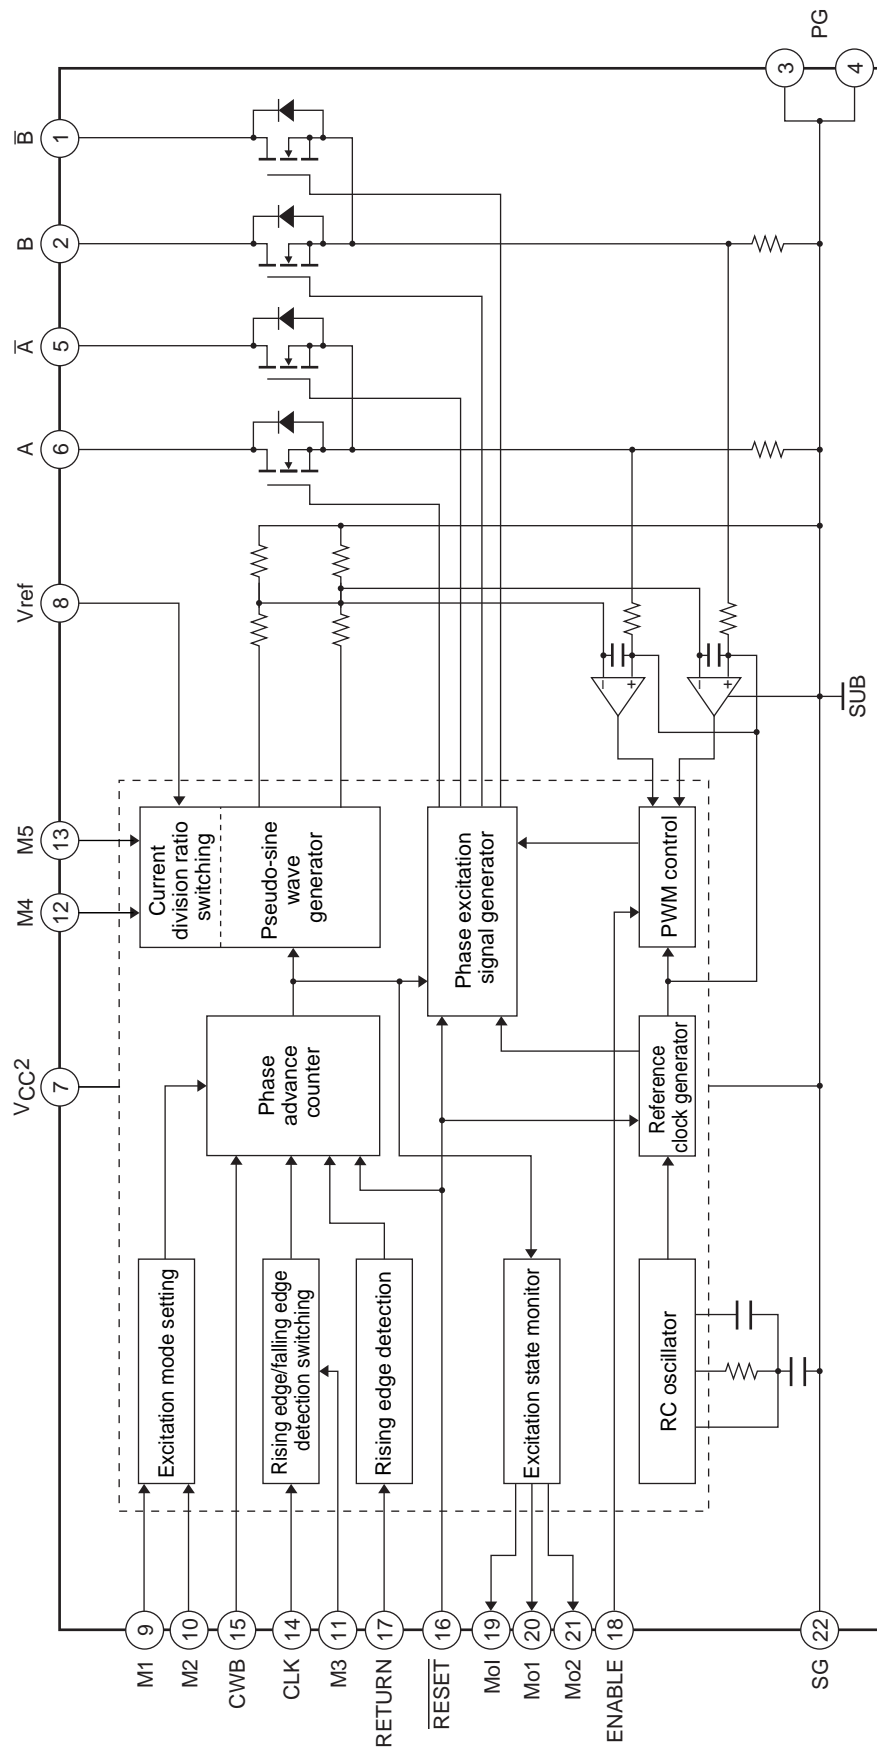 VCC2
7
M4
12
M5
13
Vref
8
A
6
A
5
B
2
B
1
M1
9
M2
10
CWB
15
CLK
14
M3
11
RETURN
17
RESET
16
MoI
19
Mo1
20
Mo2
21
ENABLE
18
SG
22
Excitation mode setting
Rising edge/falling edge
detection switching
Rising edge detection
Phase
advance
counter
Current
division ratio
switching
Pseudo-sine
wave
generator
Phase excitation
signal generator
Excitation state monitor
RC oscillator
Reference
clock generator
PWM control
–
+
–
+
SUB
PG
3
4